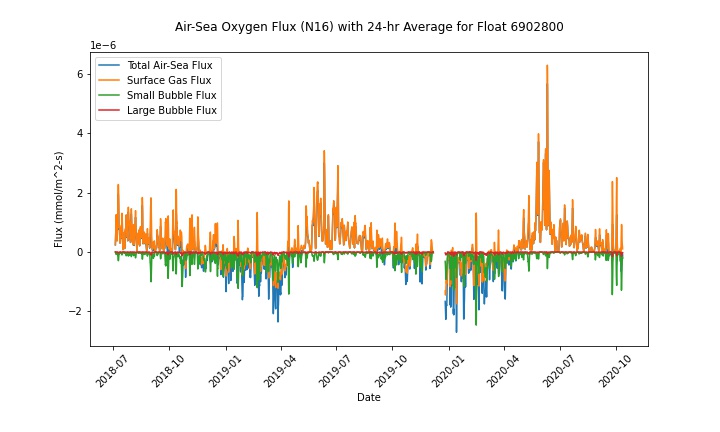 Air-Sea Oxygen Flux (N16) with 24-hr Average for Float 6902800
1e−6
Total Air-Sea Flux
Surface Gas Flux
Small Bubble Flux
Large Bubble Flux
6
4
2
0
−2
Flux (mmol/m^2-s)
2018-07
2018-10
2019-01
2019-04
2019-07
2019-10
2020-01
2020-04
2020-07
2020-10
Date